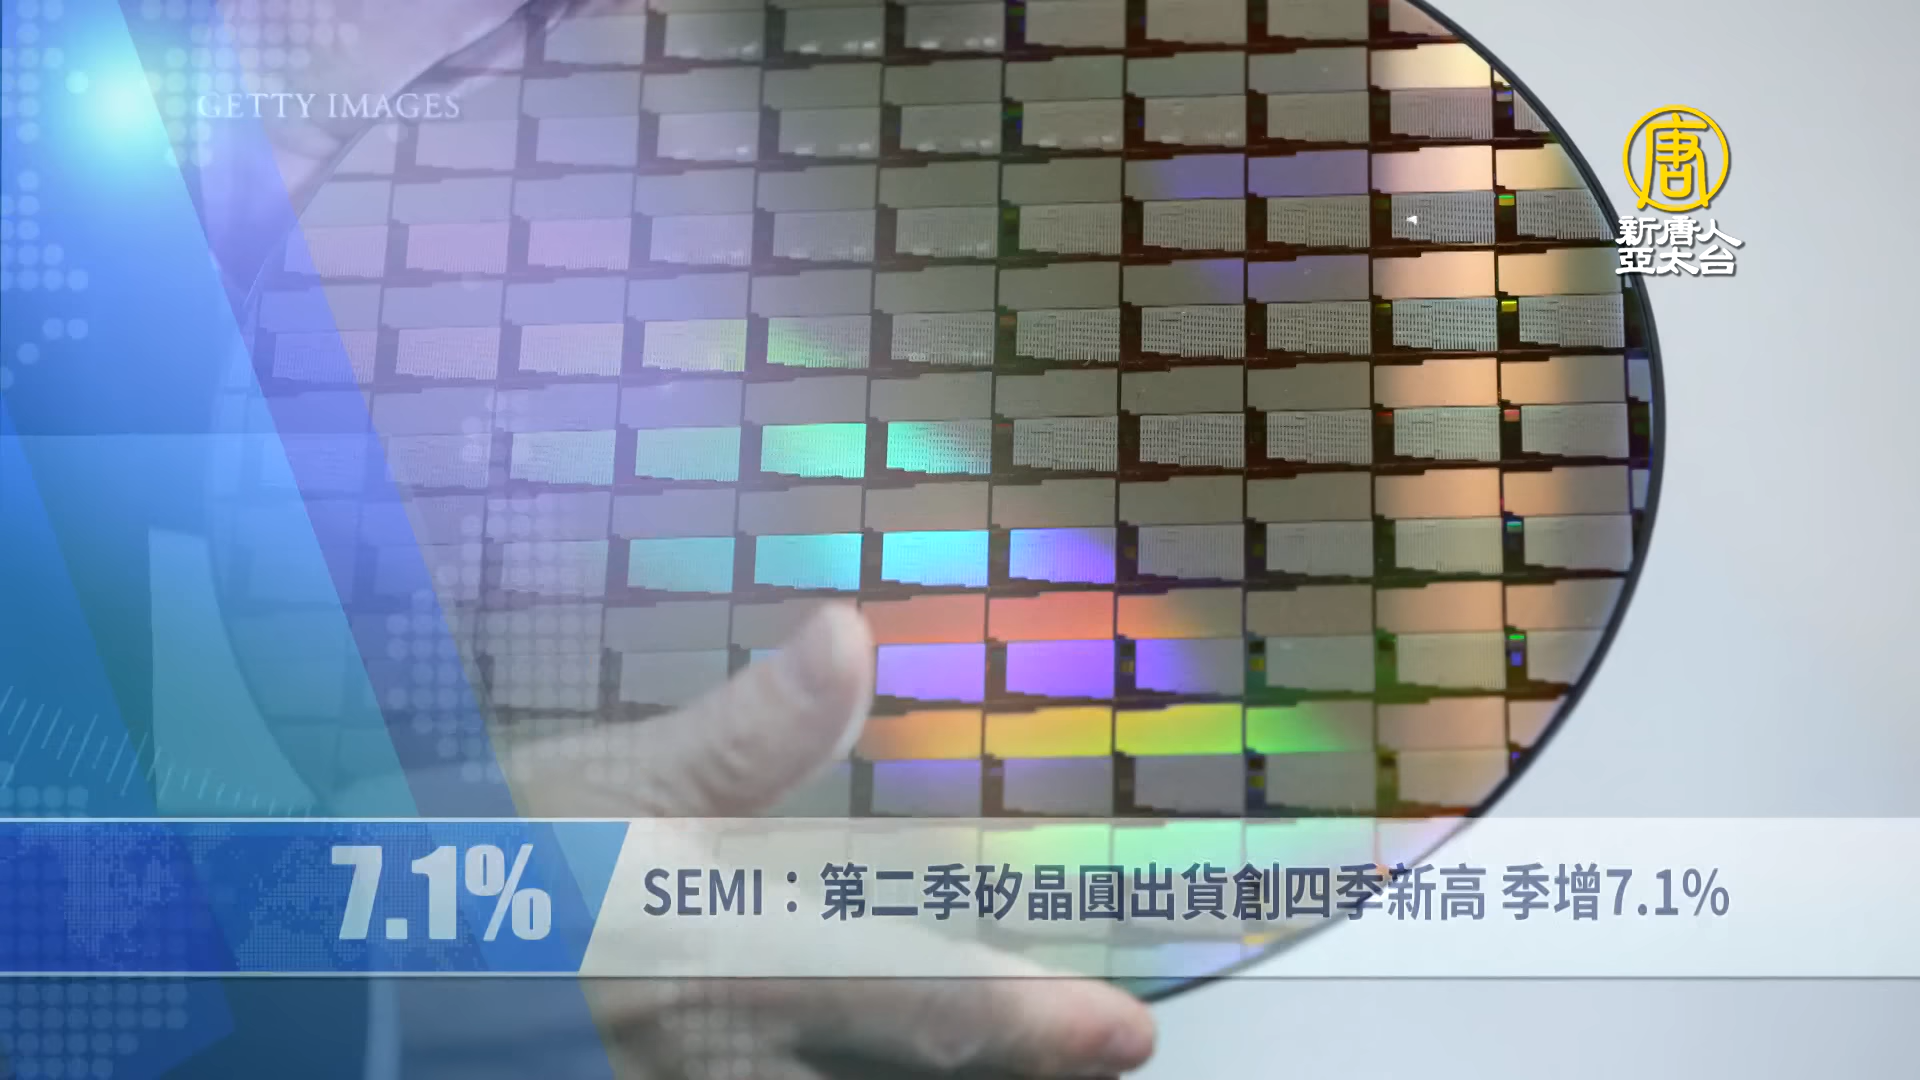 GETTY IMAGES
唐
新唐人
亞太台
7.1%
SEMI：第二季矽晶圓出貨創四季新高 季增7.1%